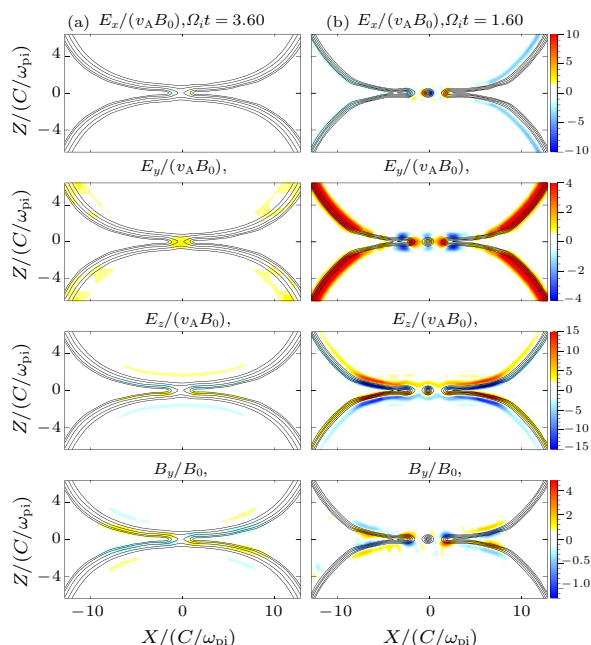 (a) E_x/(v_A B_0), Ω_i t = 3.60
(b) E_x/(v_A B_0), Ω_i t = 1.60
Z/(C/ω_pi)
4
0
−4
10
5
0
−5
−10
E_y/(v_A B_0),
E_y/(v_A B_0),
Z/(C/ω_pi)
4
0
−4
4
2
0
−2
−4
E_z/(v_A B_0),
E_z/(v_A B_0),
Z/(C/ω_pi)
4
0
−4
15
10
5
0
−5
−10
−15
B_y/B_0,
B_y/B_0,
Z/(C/ω_pi)
4
0
−4
4
2
0
−0.5
−1.0
−10
0
10
−10
0
10
X/(C/ω_pi)
X/(C/ω_pi)